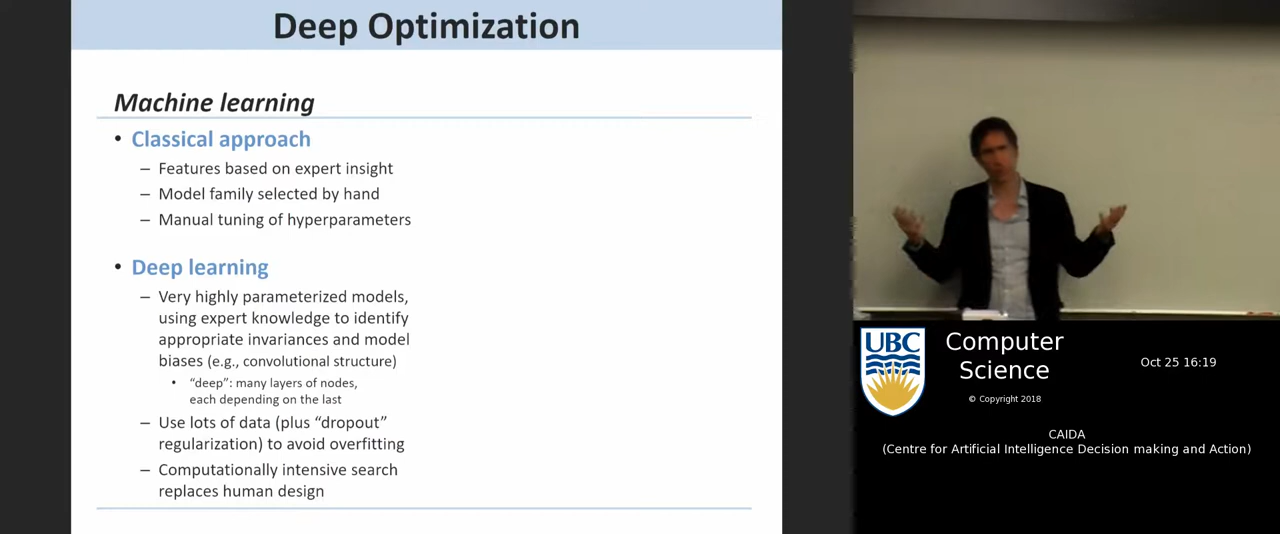 Deep Optimization
Machine learning
• Classical approach
– Features based on expert insight
– Model family selected by hand
– Manual tuning of hyperparameters
• Deep learning
– Very highly parameterized models,
using expert knowledge to identify
appropriate invariances and model
biases (e.g., convolutional structure)
• “deep”: many layers of nodes,
each depending on the last
– Use lots of data (plus “dropout”
regularization) to avoid overfitting
– Computationally intensive search
replaces human design
UBC
Computer
Science
© Copyright 2018
Oct 25 16:19
CAIDA
(Centre for Artificial Intelligence Decision making and Action)